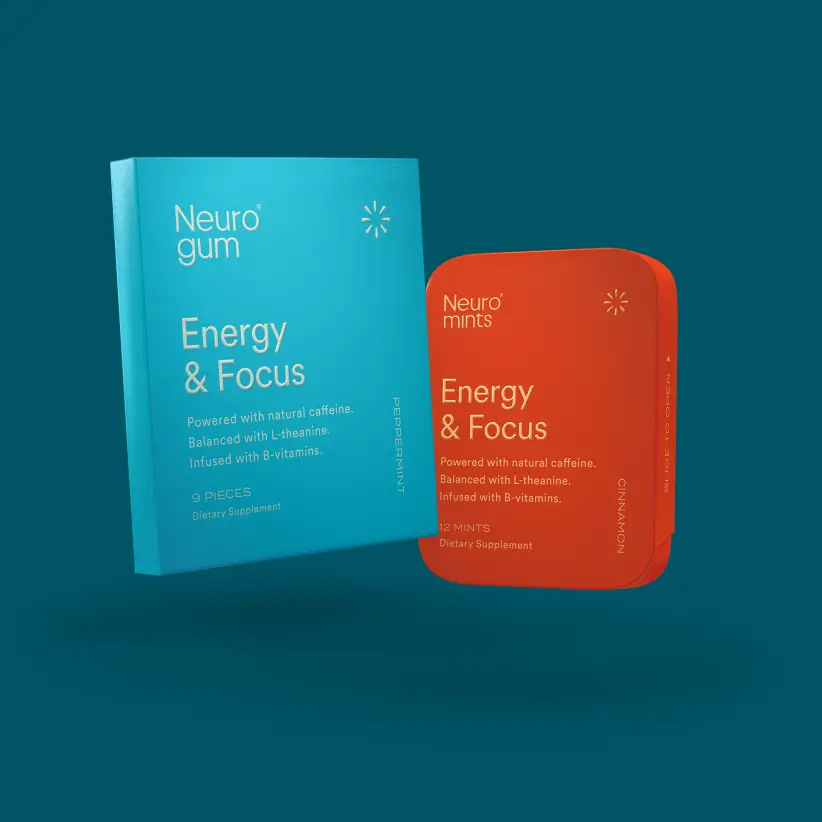 Neuro®
gum
Energy
& Focus
Powered with natural caffeine.
Balanced with L-theanine.
Infused with B-vitamins.
9 PIECES
Dietary Supplement
PEPPERMINT
Neuro®
mints
Energy
& Focus
Powered with natural caffeine.
Balanced with L-theanine.
Infused with B-vitamins.
12 MINTS
Dietary Supplement
CINNAMON
SLIDE TO OPEN